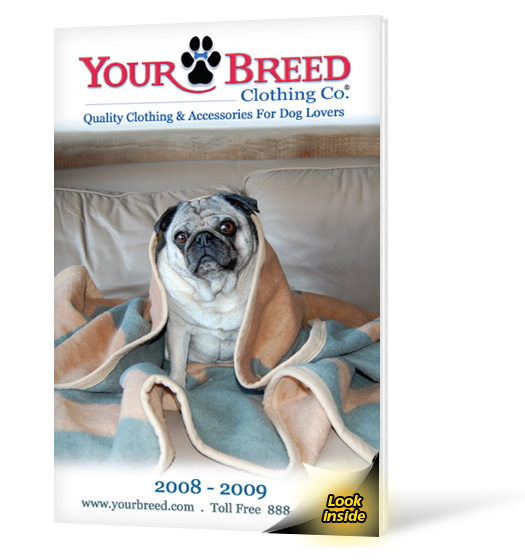 YOUR BREED
Clothing Co.®
Quality Clothing & Accessories For Dog Lovers
2008 - 2009
www.yourbreed.com . Toll Free 888
Look
Inside